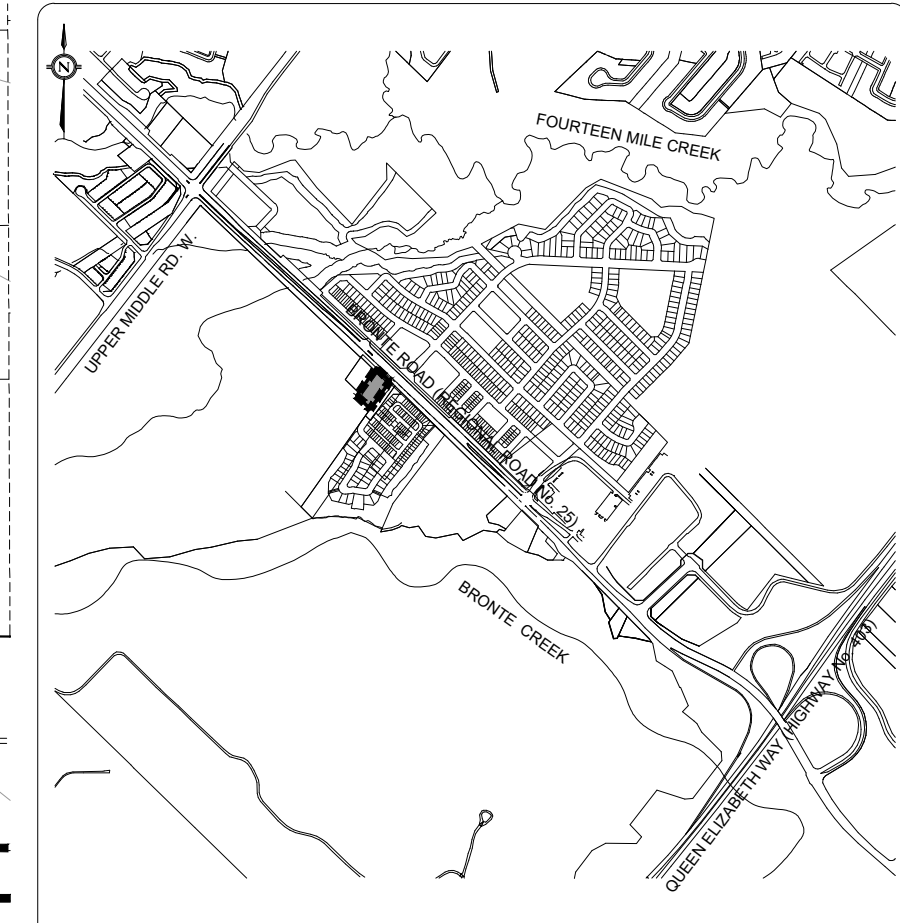 N
FOURTEEN MILE CREEK
UPPER MIDDLE RD. W.
BRONTE ROAD (REGIONAL ROAD No. 25)
BRONTE CREEK
QUEEN ELIZABETH WAY (HIGHWAY No. 403)